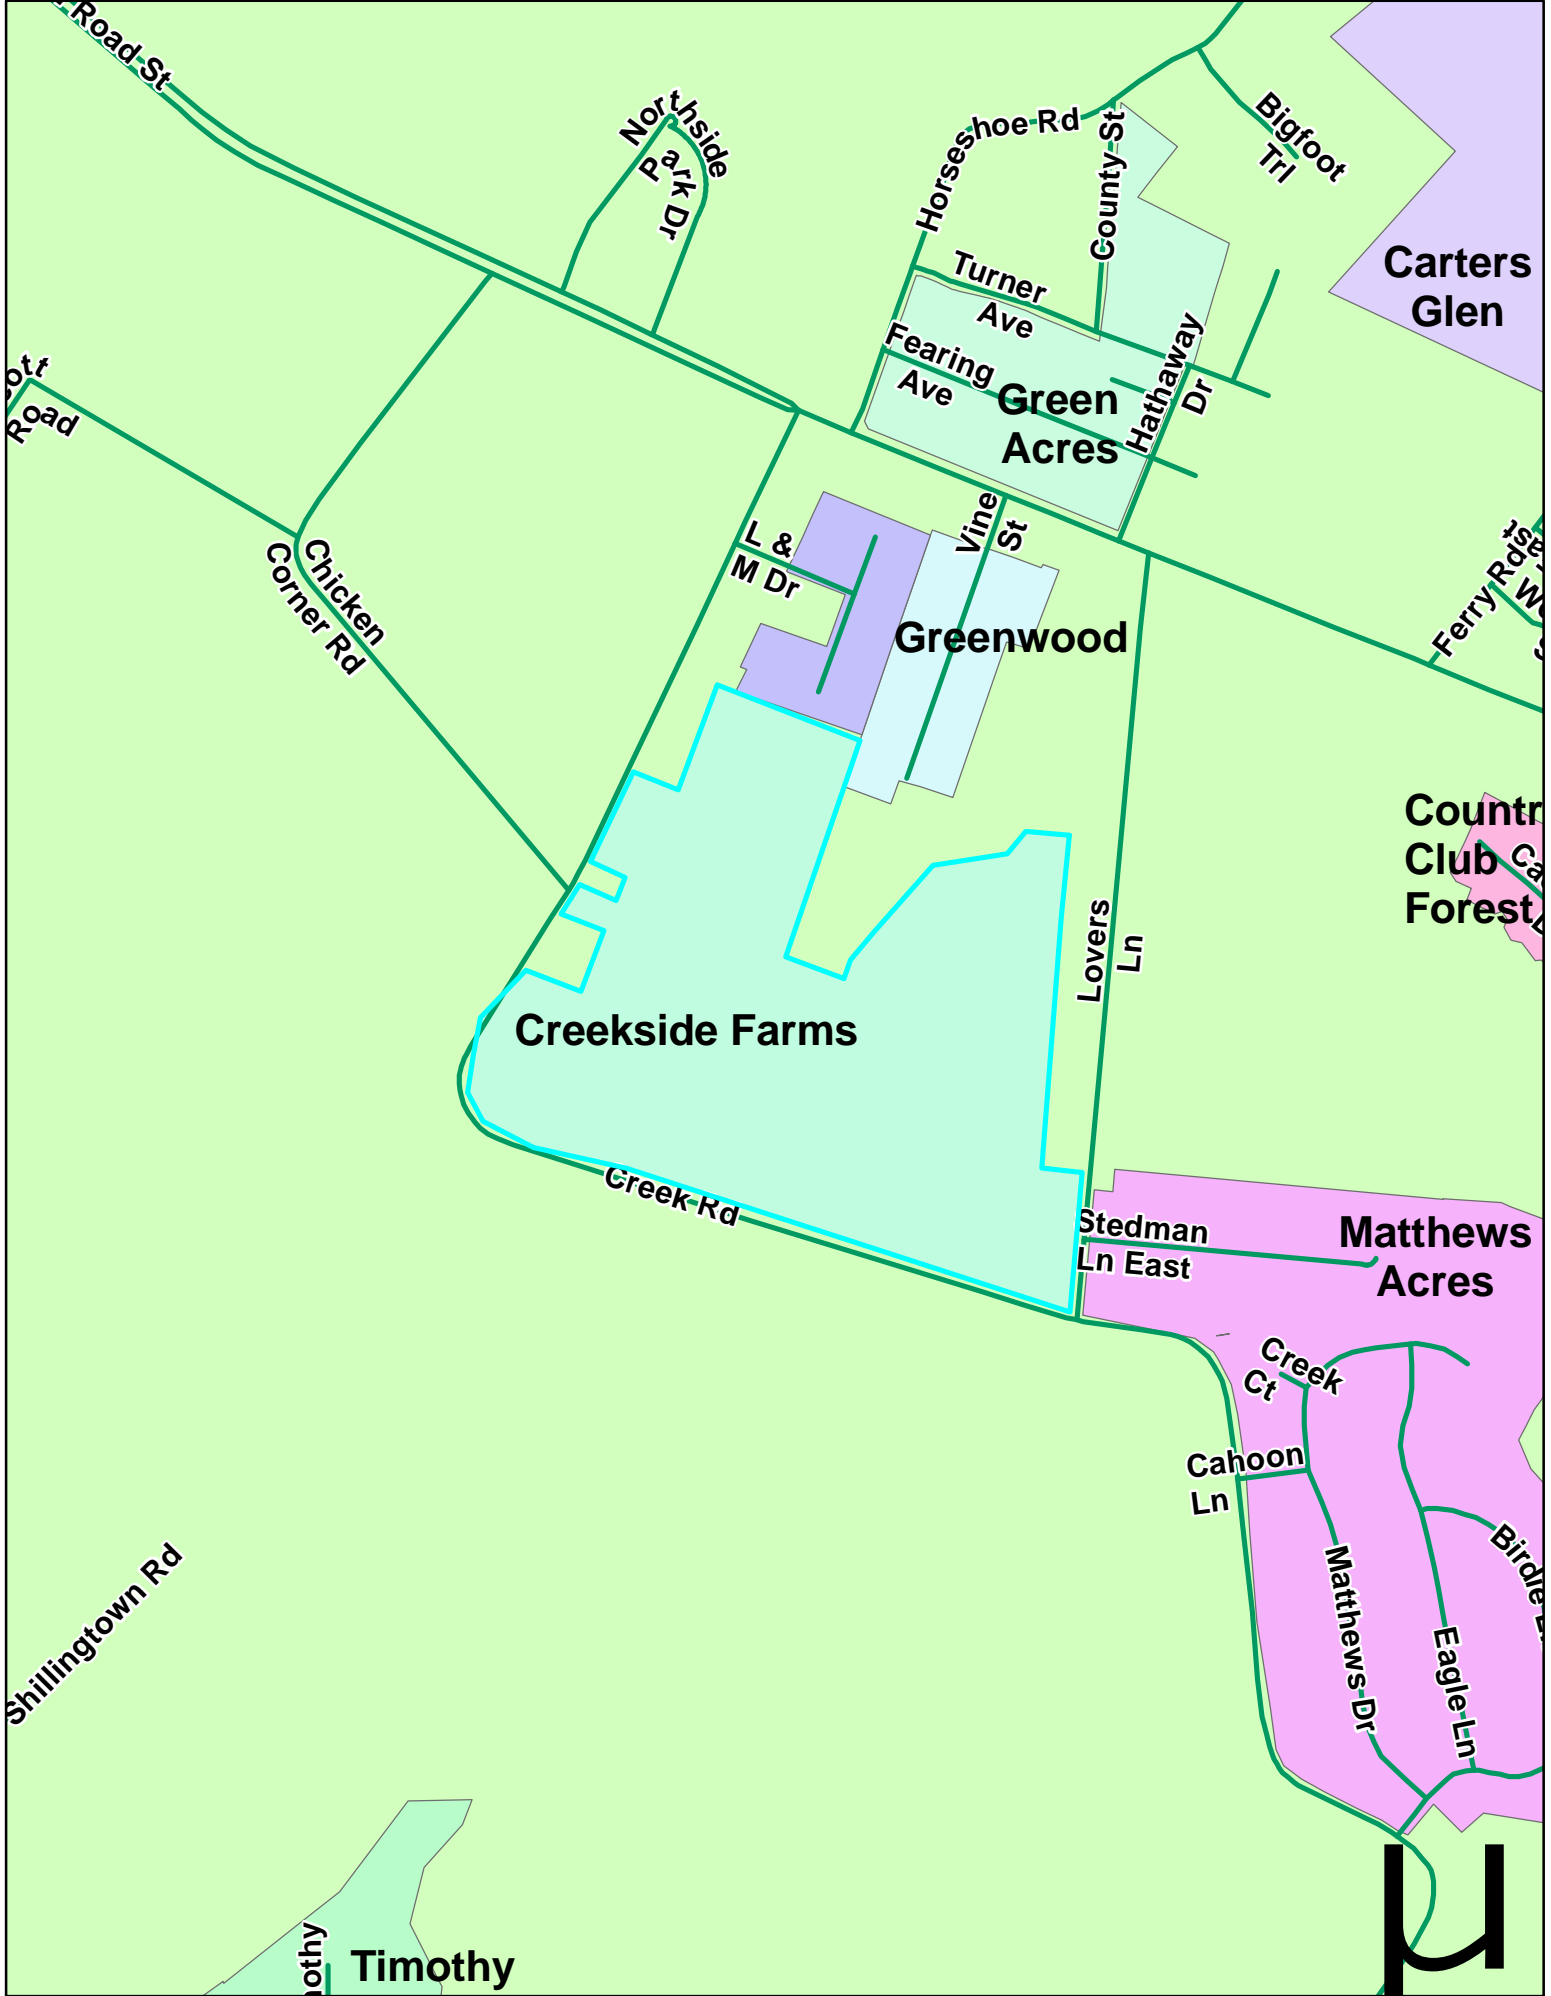 Road St
Northside
Park Dr
Horseshoe Rd
County St
Bigfoot
Trl
Carters
Glen
Turner
Ave
Fearing
Ave
Green
Acres
Hathaway
Dr
Road
Chicken
Corner Rd
L &
M Dr
Vine
St
Greenwood
Ferry Rd
Club
Forest
Lovers
Ln
Creekside Farms
Creek Rd
Stedman
Ln East
Matthews
Acres
Creek
Ct
Cahoon
Ln
Matthews Dr
Eagle Ln
Birdie
Shillingtown Rd
Timothy
µ